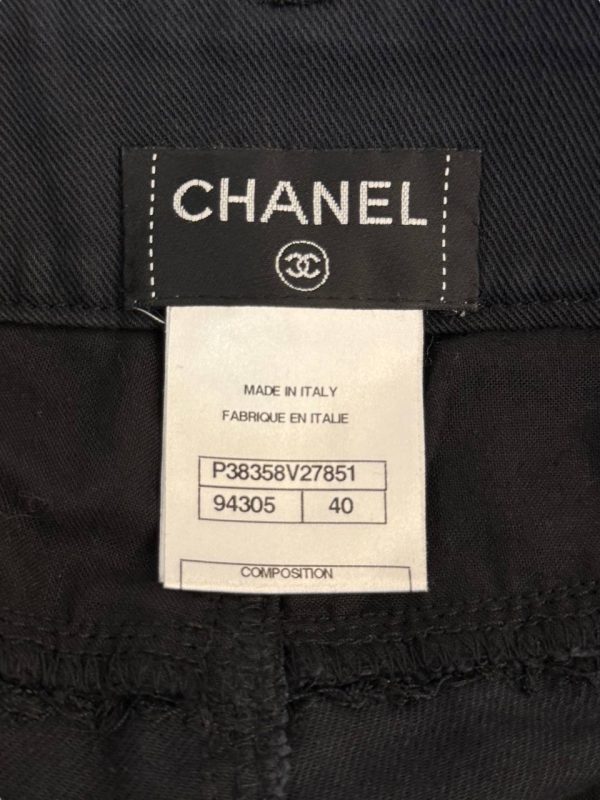 CHANEL
MADE IN ITALY
FABRIQUE EN ITALIE
P38358V27851
94305 40
COMPOSITION